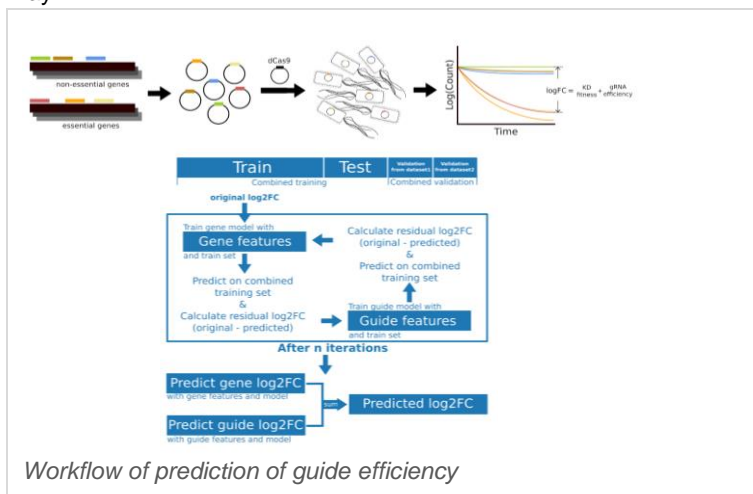 non-essential genes
essential genes
dCas9
Log(Count)
Time
logFC = KD fitness * gRNA efficiency
Train
Test
Validation from dataset1
Validation from dataset2
Combined training
Combined validation
original log2FC
Train gene model with
Gene features
and train set
Predict on combined
training set
&
Calculate residual log2FC
(original - predicted)
Calculate residual log2FC
(original - predicted)
&
Predict on combined
training set
Train guide model with
Guide features
and train set
After n iterations
Predict gene log2FC
with gene features and model
Predict guide log2FC
with guide features and model
sum
Predicted log2FC
Workflow of prediction of guide efficiency